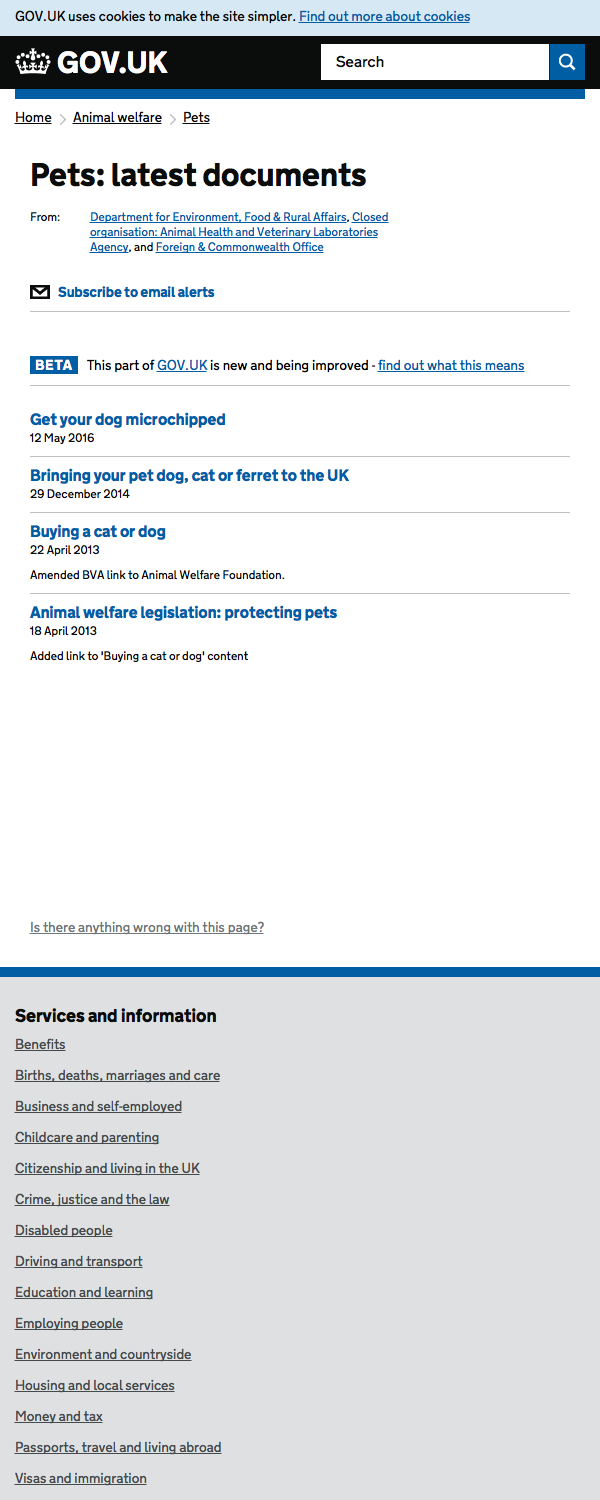 GOV.UK uses cookies to make the site simpler. Find out more about cookies
GOV.UK
Search
Home > Animal welfare > Pets
Pets: latest documents
From: Department for Environment, Food & Rural Affairs, Closed
organisation: Animal Health and Veterinary Laboratories
Agency, and Foreign & Commonwealth Office
Subscribe to email alerts
BETA This part of GOV.UK is new and being improved - find out what this means
Get your dog microchipped
12 May 2016
Bringing your pet dog, cat or ferret to the UK
29 December 2014
Buying a cat or dog
22 April 2013
Amended BVA link to Animal Welfare Foundation.
Animal welfare legislation: protecting pets
18 April 2013
Added link to 'Buying a cat or dog' content
Is there anything wrong with this page?
Services and information
Benefits
Births, deaths, marriages and care
Business and self-employed
Childcare and parenting
Citizenship and living in the UK
Crime, justice and the law
Disabled people
Driving and transport
Education and learning
Employing people
Environment and countryside
Housing and local services
Money and tax
Passports, travel and living abroad
Visas and immigration